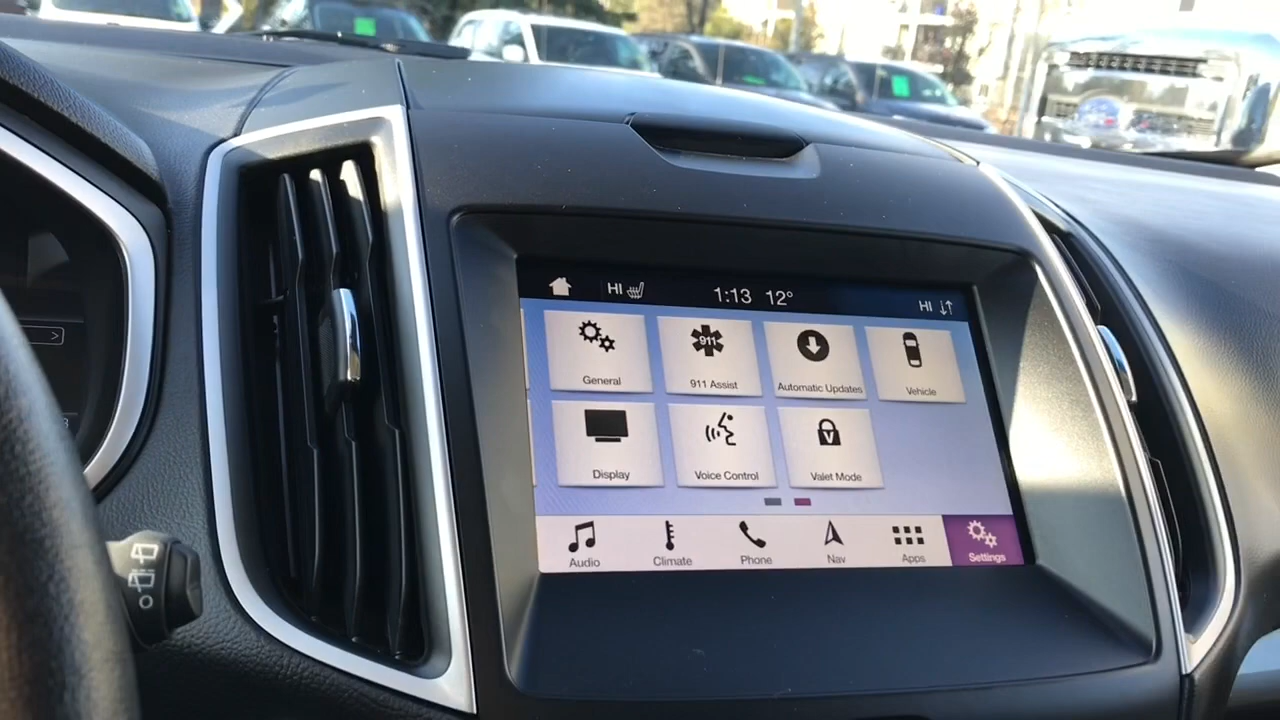 HI 1:13 12° HI
General 911 Assist Automatic Updates Vehicle
Display Voice Control Valet Mode
Audio Climate Phone Nav Apps Settings